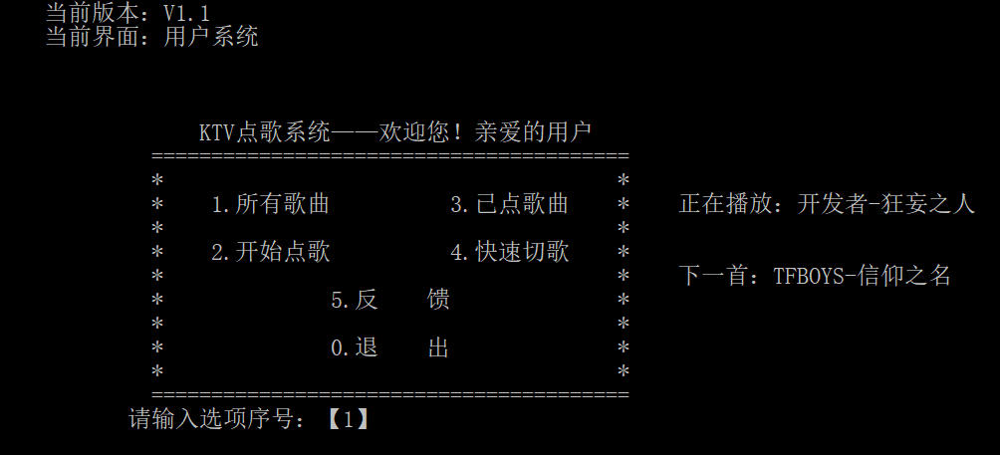 当前版本：V1.1
当前界面：用户系统
KTV点歌系统——欢迎您！亲爱的用户
========================================
* *
* 1.所有歌曲 3.已点歌曲 * 正在播放：开发者-狂妄之人
* *
* 2.开始点歌 4.快速切歌 *
* * 下一首：TFBOYS-信仰之名
* 5.反 馈 *
* *
* 0.退 出 *
* *
========================================
请输入选项序号：【1】